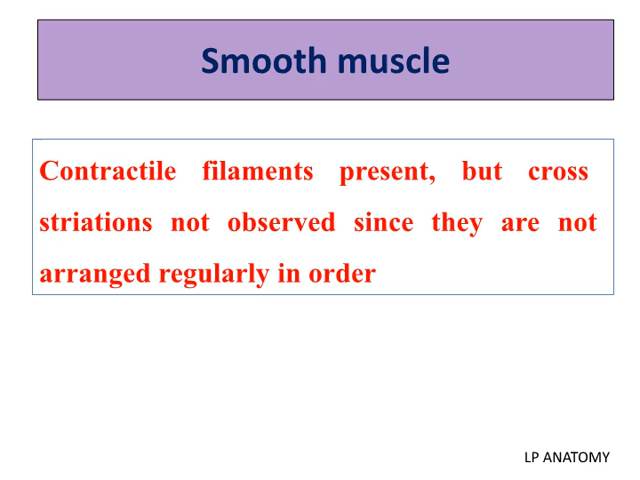 Smooth muscle
Contractile filaments present, but cross
striations not observed since they are not
arranged regularly in order
LP ANATOMY